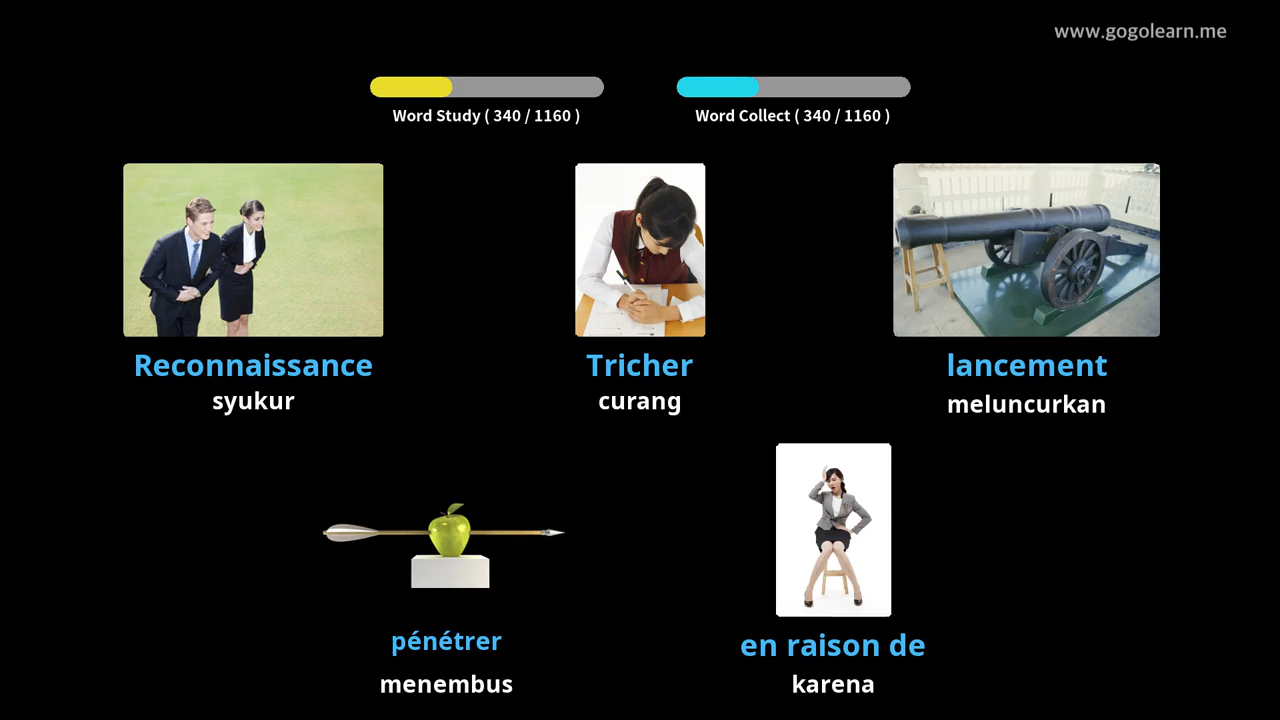 www.gogolearn.me
Word Study ( 340 / 1160 )
Word Collect ( 340 / 1160 )
Reconnaissance
syukur
Tricher
curang
lancement
meluncurkan
pénétrer
menembus
en raison de
karena